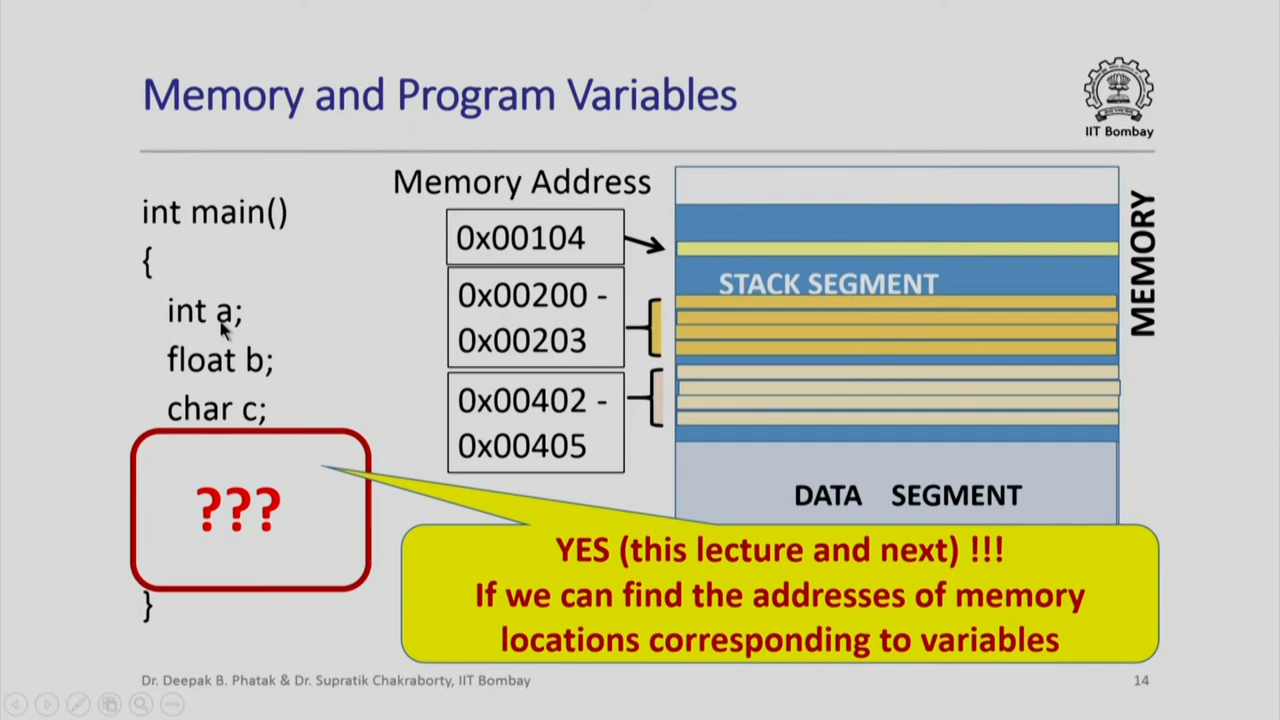 Memory and Program Variables
IIT Bombay
int main()
{
int a;
float b;
char c;
???
}
Memory Address
0x00104
0x00200 -
0x00203
0x00402 -
0x00405
STACK SEGMENT
DATA SEGMENT
MEMORY
YES (this lecture and next) !!!
If we can find the addresses of memory
locations corresponding to variables
Dr. Deepak B. Phatak & Dr. Supratik Chakraborty, IIT Bombay
14